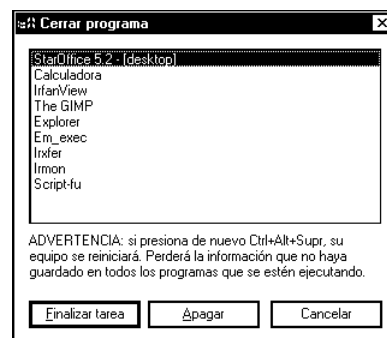 Cerrar programa
StarOffice 5.2 - (desktop)
Calculadora
IrfanView
The GIMP
Explorer
Em_exec
Irxfer
Irmon
Script-fu
ADVERTENCIA: si presiona de nuevo Ctrl+Alt+Supr, su
equipo se reiniciará. Perderá la información que no haya
guardado en todos los programas que se estén ejecutando.
Finalizar tarea
Apagar
Cancelar